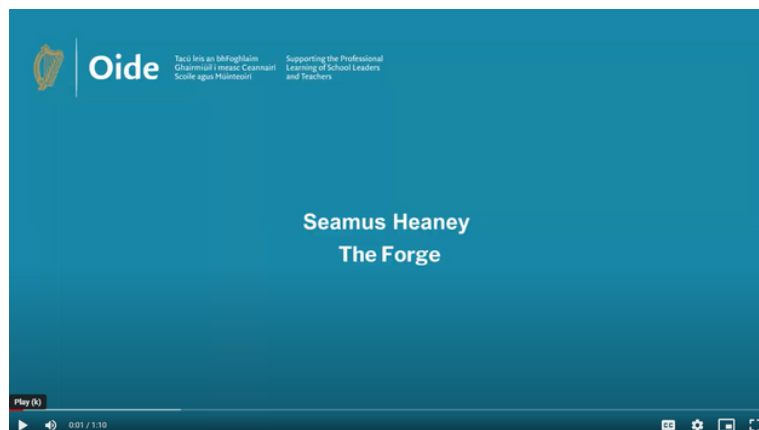 Oide
Tacú leis an bhFoghlaim
Ghairmiúil i measc Ceannairí
Scoile agus Múinteoirí
Supporting the Professional
Learning of School Leaders
and Teachers
Seamus Heaney
The Forge
Play (k)
0:01 / 1:10
CC